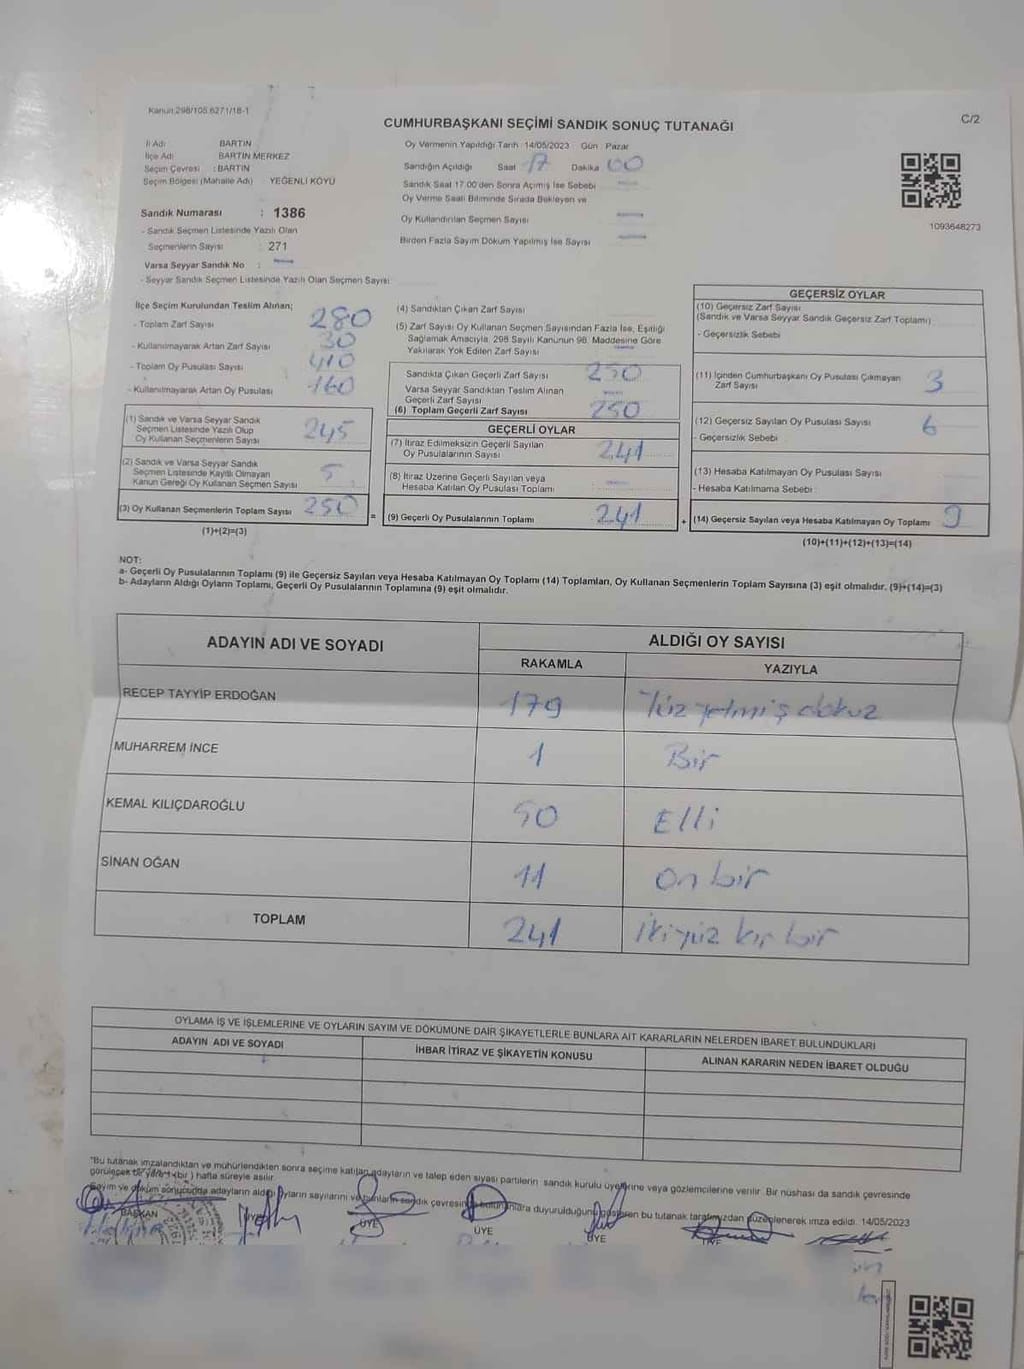 Kanun 298/105.6271/18-1
C/2
CUMHURBAŞKANI SEÇİMİ SANDIK SONUÇ TUTANAĞI
İl Adı BARTIN
İlçe Adı BARTIN MERKEZ
Seçim Çevresi : BARTIN
Seçim Bölgesi (Mahalle Adı) YEĞENLİ KÖYÜ
Sandık Numarası : 1386
- Sandık Seçmen Listesinde Yazılı Olan
Seçmenlerin Sayısı : 271
Varsa Seyyar Sandık No :
- Seyyar Sandık Seçmen Listesinde Yazılı Olan Seçmen Sayısı
Oy Vermenin Yapıldığı Tarih : 14/05/2023 Gün : Pazar
Sandığın Açıldığı Saat 17 Dakika 00
Sandık Saat 17.00'den Sonra Açımış İse Sebebi
Oy Verme Saati Bitiminde Sırada Bekleyen ve
Oy Kullandırılan Seçmen Sayısı
Birden Fazla Sayım Döküm Yapılmış İse Sayısı
1093648273
İlçe Seçim Kurulundan Teslim Alınan;
- Toplam Zarf Sayısı 280
- Kullanılmayarak Artan Zarf Sayısı 30
- Toplam Oy Pusulası Sayısı 410
- Kullanılmayarak Artan Oy Pusulası 160
(1) Sandık ve Varsa Seyyar Sandık
Seçmen Listesinde Yazılı Olup
Oy Kullanan Seçmenlerin Sayısı 245
(2) Sandık ve Varsa Seyyar Sandık
Seçmen Listesinde Kayıtlı Olmayan
Kanun Gereği Oy Kullanan Seçmen Sayısı 5
(3) Oy Kullanan Seçmenlerin Toplam Sayısı 250
(1)+(2)=(3)
(4) Sandıktan Çıkan Zarf Sayısı
(5) Zarf Sayısı Oy Kullanan Seçmen Sayısından Fazla İse, Eşitliği
Sağlamak Amacıyla, 298 Sayılı Kanunun 98. Maddesine Göre
Yakılarak Yok Edilen Zarf Sayısı
Sandıkta Çıkan Geçerli Zarf Sayısı 250
Varsa Seyyar Sandıktan Teslim Alınan
Geçerli Zarf Sayısı
(6) Toplam Geçerli Zarf Sayısı 250
GEÇERLİ OYLAR
(7) İtiraz Edilmeksizin Geçerli Sayılan
Oy Pusulalarının Sayısı 241
(8) İtiraz Üzerine Geçerli Sayılan veya
Hesaba Katılan Oy Pusulası Toplamı
= (9) Geçerli Oy Pusulalarının Toplamı 241
GEÇERSİZ OYLAR
(10) Geçersiz Zarf Sayısı
(Sandık ve Varsa Seyyar Sandık Geçersiz Zarf Toplamı)
- Geçersizlik Sebebi
(11) İçinden Cumhurbaşkanı Oy Pusulası Çıkmayan
Zarf Sayısı 3
(12) Geçersiz Sayılan Oy Pusulası Sayısı 6
- Geçersizlik Sebebi
(13) Hesaba Katılmayan Oy Pusulası Sayısı
- Hesaba Katılmama Sebebi
+ (14) Geçersiz Sayılan veya Hesaba Katılmayan Oy Toplamı 9
(10)+(11)+(12)+(13)=(14)
NOT:
a- Geçerli Oy Pusulalarının Toplamı (9) ile Geçersiz Sayılan veya Hesaba Katılmayan Oy Toplamı (14) Toplamları, Oy Kullanan Seçmenlerin Toplam Sayısına (3) eşit olmalıdır. (9)+(14)=(3)
b- Adayların Aldığı Oyların Toplamı, Geçerli Oy Pusulalarının Toplamına (9) eşit olmalıdır.
ADAYIN ADI VE SOYADI ALDIĞI OY SAYISI
RAKAMLA YAZIYLA
RECEP TAYYİP ERDOĞAN 179 Yüz yetmiş dokuz
MUHARREM İNCE 1 Bir
KEMAL KILIÇDAROĞLU 50 Elli
SİNAN OĞAN 11 On bir
TOPLAM 241 İkiyüz kır bir
OYLAMA İŞ VE İŞLEMLERİNE VE OYLARIN SAYIM VE DÖKÜMÜNE DAİR ŞİKAYETLERLE BUNLARA AİT KARARLARIN NELERDEN İBARET BULUNDUKLARI
ADAYIN ADI VE SOYADI İHBAR İTİRAZ VE ŞİKAYETİN KONUSU ALINAN KARARIN NEDEN İBARET OLDUĞU
"Bu tutanak imzalandıktan ve mühürlendikten sonra seçime katılan adayların ve talep eden siyasi partilerin sandık kurulu üyelerine veya gözlemcilerine verilir. Bir nüshası da sandık çevresinde
görülecek bir yere 1 (bir) hafta süreyle asılır.
Sayım ve döküm sonucunda adayların aldığı oyların sayılarını ve bunların sandık çevresinde bulunanlara duyurulduğunu gösteren bu tutanak tarafımızdan düzenlenerek imza edildi. 14/05/2023
BAŞKAN ÜYE ÜYE ÜYE ÜYE ÜYE